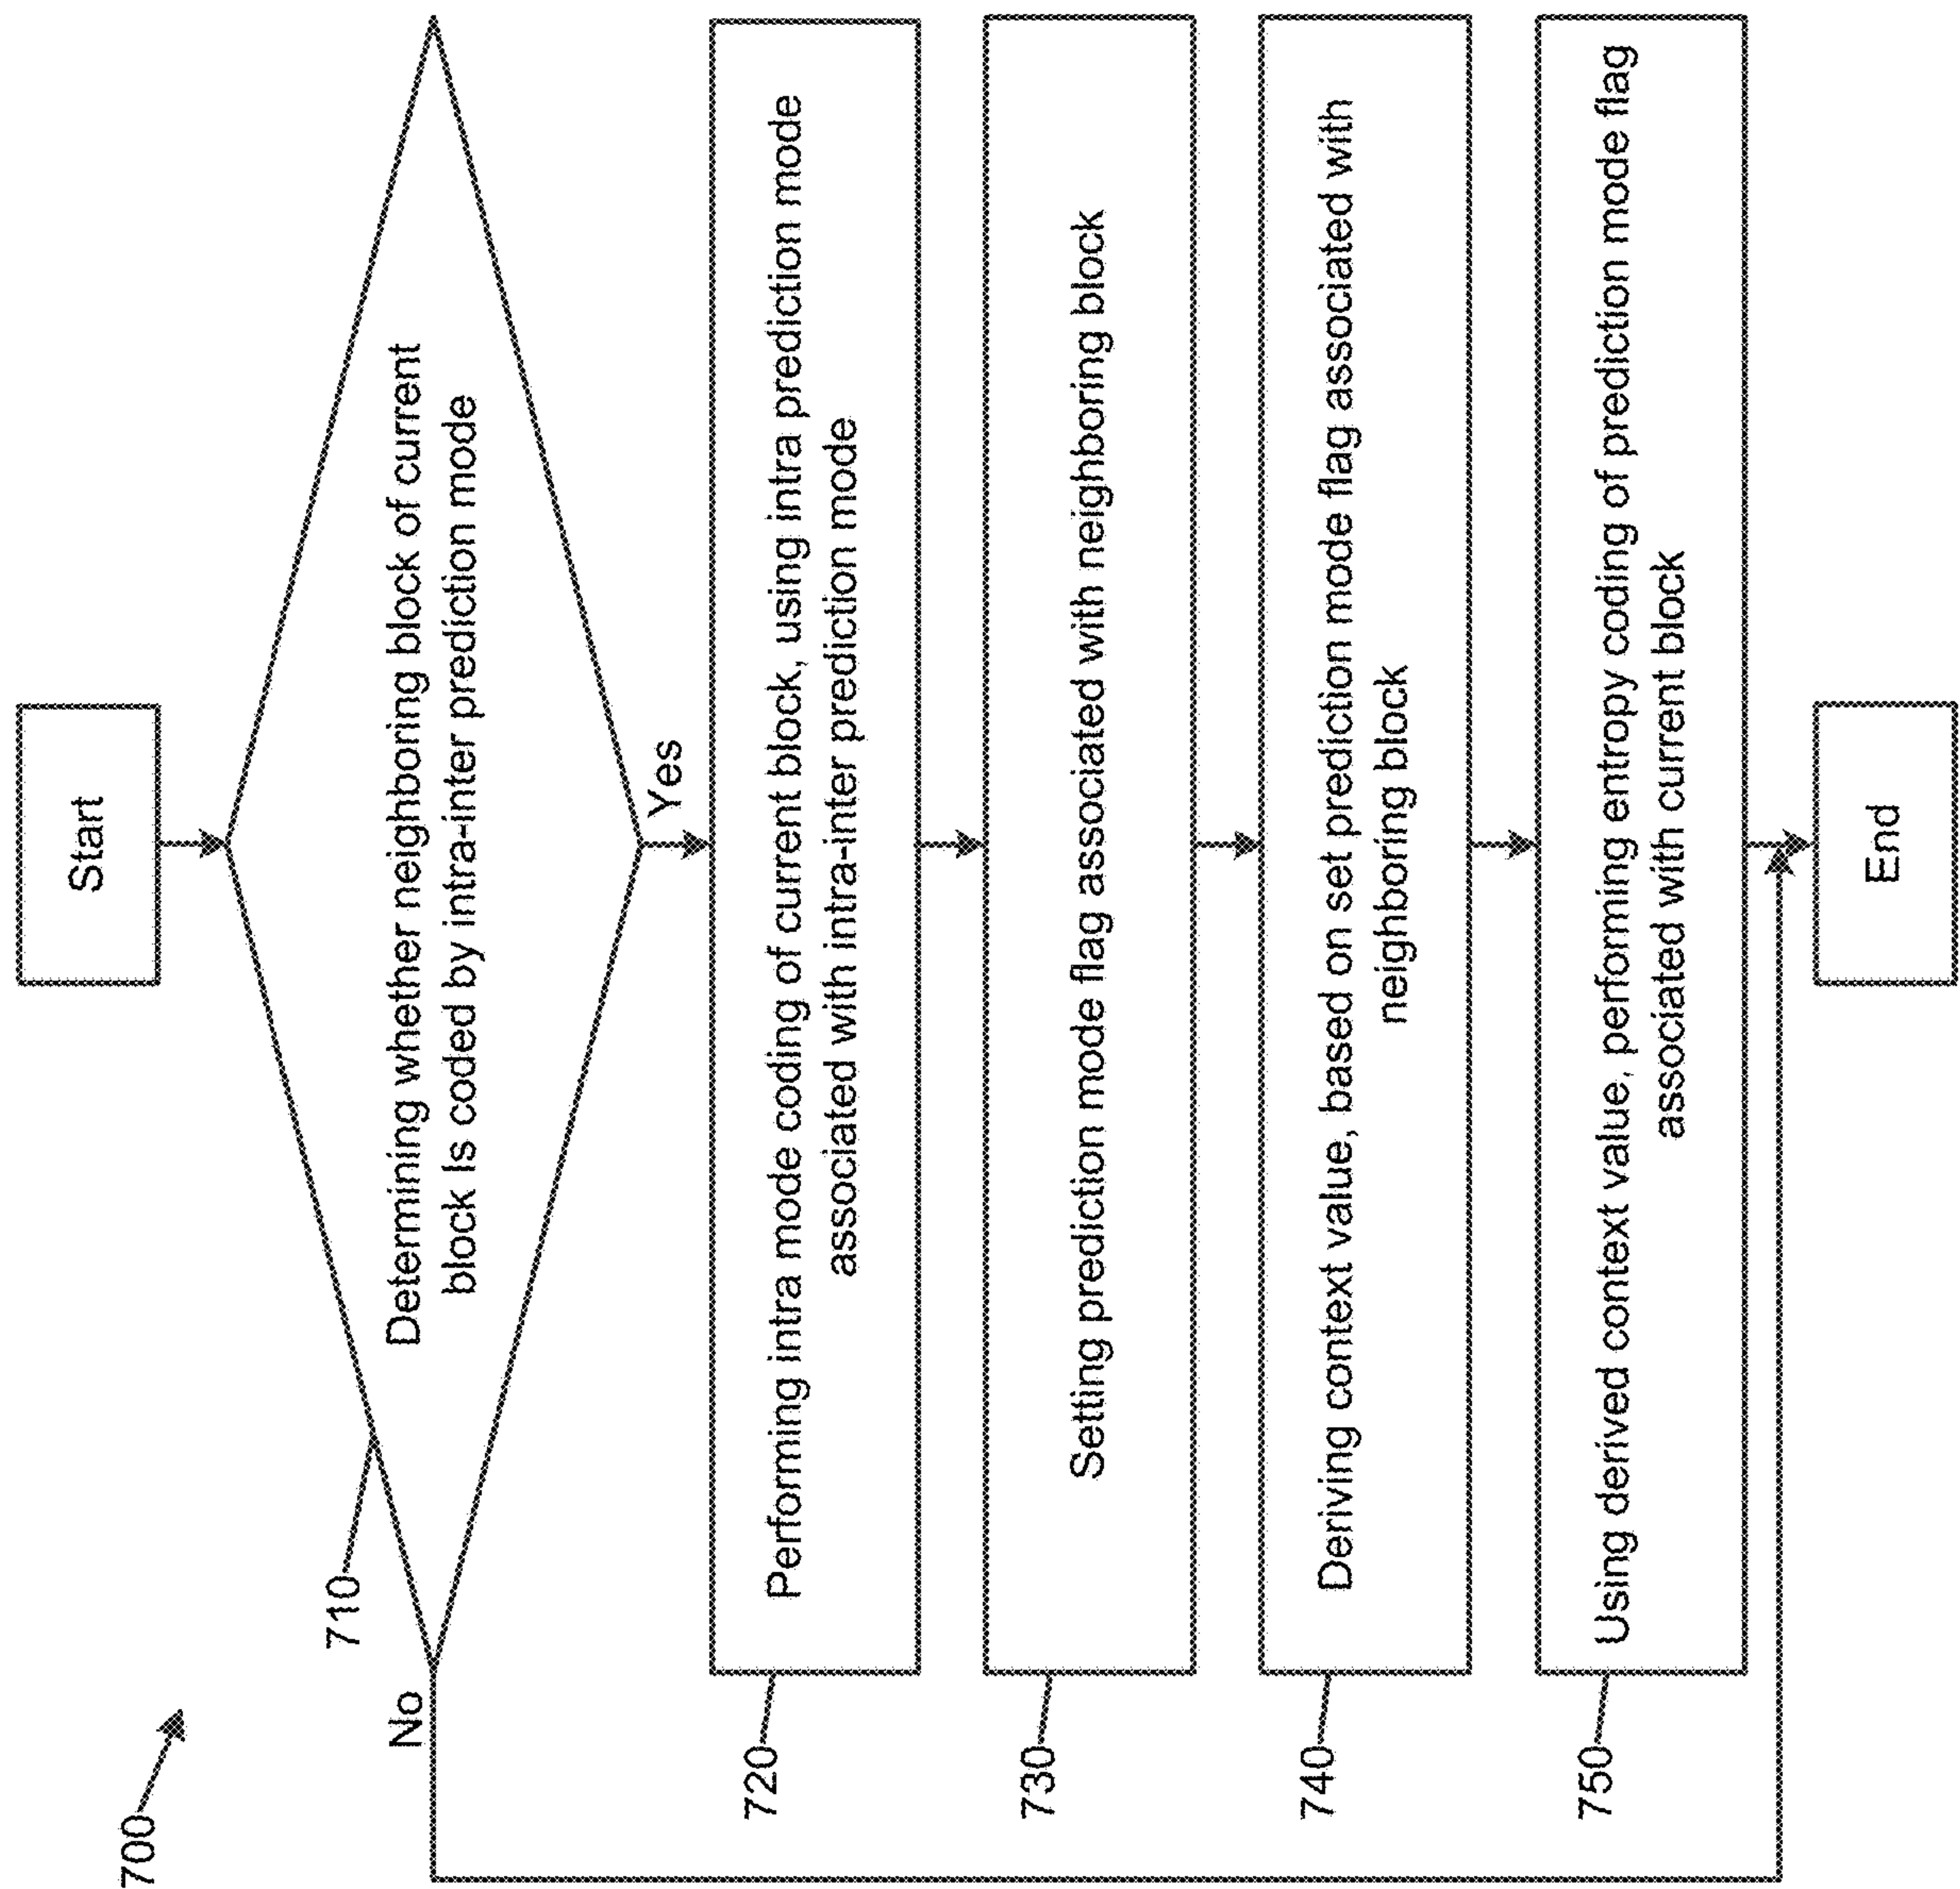 700
Start
710
Determining whether neighboring block of current
block Is coded by intra-inter prediction mode
No
Yes
720
Performing intra mode coding of current block, using intra prediction mode
associated with intra-inter prediction mode
730
Setting prediction mode flag associated with neighboring block
740
Deriving context value, based on set prediction mode flag associated with
neighboring block
750
Using derived context value, performing entropy coding of prediction mode flag
associated with current block
End